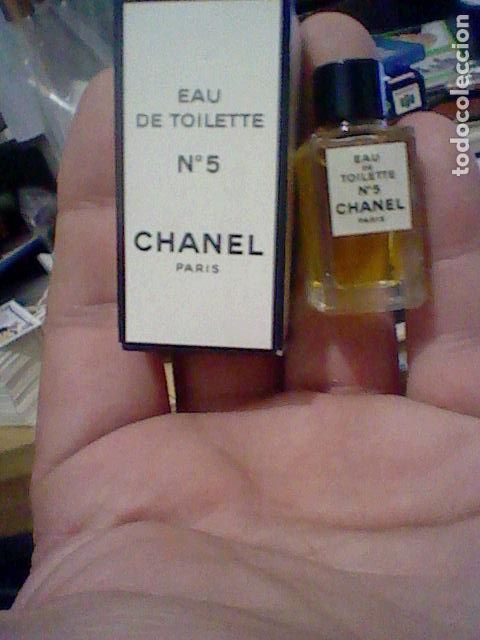 EAU
DE TOILETTE
N°5
CHANEL
PARIS
EAU
DE
TOILETTE
N°5
CHANEL
PARIS
todocoleccion